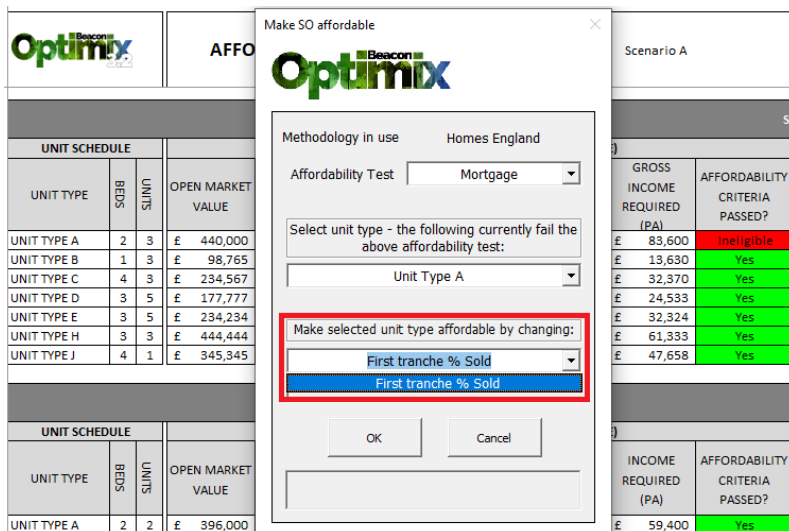 Beacon
Optimix
3.2
AFFO
Scenario A
S
UNIT SCHEDULE
)
UNIT TYPE
BEDS
UNITS
OPEN MARKET VALUE
GROSS INCOME REQUIRED (PA)
AFFORDABILITY CRITERIA PASSED?
UNIT TYPE A 2 3 £ 440,000 £ 83,600 Ineligible
UNIT TYPE B 1 3 £ 98,765 £ 13,630 Yes
UNIT TYPE C 4 3 £ 234,567 £ 32,370 Yes
UNIT TYPE D 3 5 £ 177,777 £ 24,533 Yes
UNIT TYPE E 3 5 £ 234,234 £ 32,324 Yes
UNIT TYPE H 3 3 £ 444,444 £ 61,333 Yes
UNIT TYPE J 4 1 £ 345,345 £ 47,658 Yes
UNIT SCHEDULE
)
UNIT TYPE
BEDS
UNITS
OPEN MARKET VALUE
INCOME REQUIRED (PA)
AFFORDABILITY CRITERIA PASSED?
UNIT TYPE A 2 2 £ 396,000 £ 59,400 Yes
Make SO affordable
Beacon
Optimix
Methodology in use Homes England
Affordability Test Mortgage
Select unit type - the following currently fail the
above affordability test:
Unit Type A
Make selected unit type affordable by changing:
First tranche % Sold
First tranche % Sold
OK Cancel